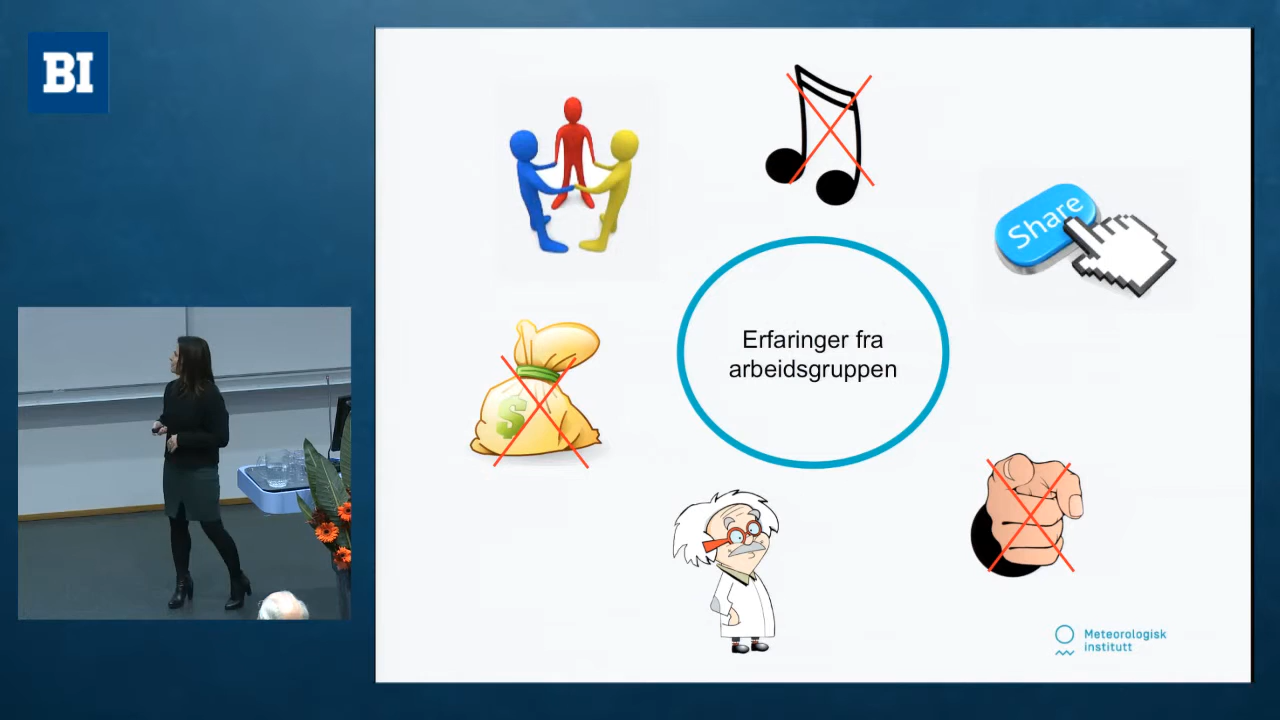 BI
Share
Erfaringer fra
arbeidsgruppen
$
Meteorologisk
institutt